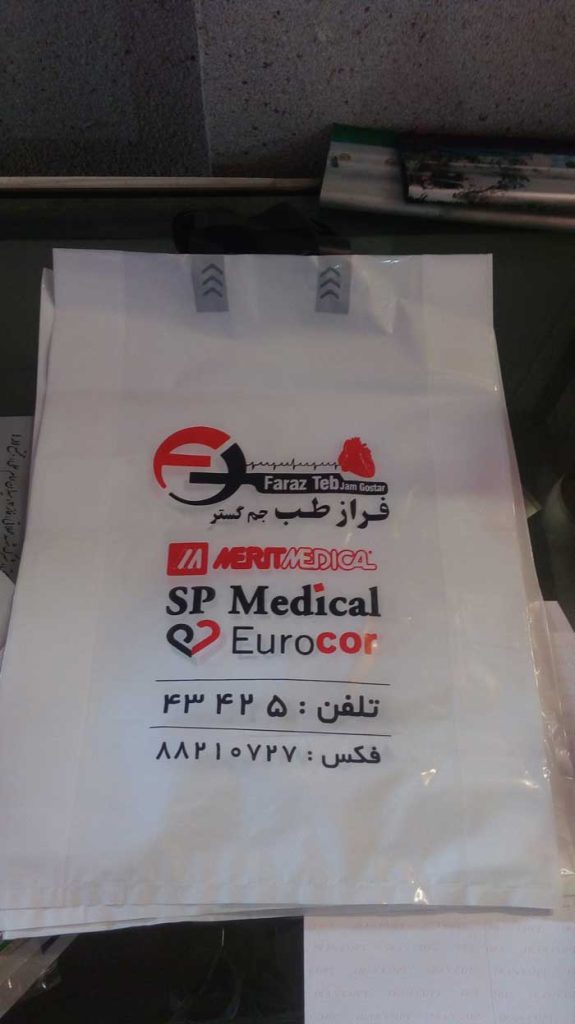 Faraz Teb Jam Gostar
فراز طب جم گستر
MERITMEDICAL
SP Medical
Eurocor
تلفن : ۴۳ ۴۲ ۵
فکس : ۸۸۲۱۰۷۲۷